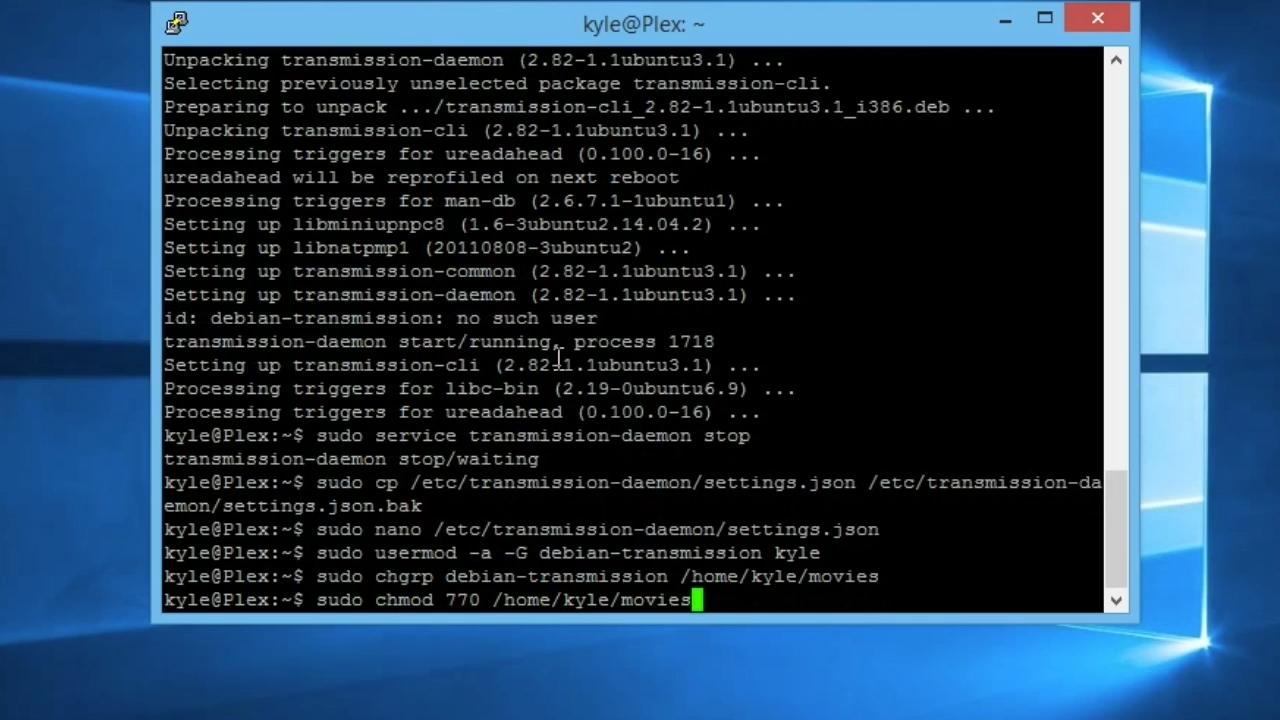 kyle@Plex: ~
Unpacking transmission-daemon (2.82-1.1ubuntu3.1) ...
Selecting previously unselected package transmission-cli.
Preparing to unpack .../transmission-cli_2.82-1.1ubuntu3.1_i386.deb ...
Unpacking transmission-cli (2.82-1.1ubuntu3.1) ...
Processing triggers for ureadahead (0.100.0-16) ...
ureadahead will be reprofiled on next reboot
Processing triggers for man-db (2.6.7.1-1ubuntu1) ...
Setting up libminiupnpc8 (1.6-3ubuntu2.14.04.2) ...
Setting up libnatpmp1 (20110808-3ubuntu2) ...
Setting up transmission-common (2.82-1.1ubuntu3.1) ...
Setting up transmission-daemon (2.82-1.1ubuntu3.1) ...
id: debian-transmission: no such user
transmission-daemon start/running, process 1718
Setting up transmission-cli (2.82-1.1ubuntu3.1) ...
Processing triggers for libc-bin (2.19-0ubuntu6.9) ...
Processing triggers for ureadahead (0.100.0-16) ...
kyle@Plex:~$ sudo service transmission-daemon stop
transmission-daemon stop/waiting
kyle@Plex:~$ sudo cp /etc/transmission-daemon/settings.json /etc/transmission-da
emon/settings.json.bak
kyle@Plex:~$ sudo nano /etc/transmission-daemon/settings.json
kyle@Plex:~$ sudo usermod -a -G debian-transmission kyle
kyle@Plex:~$ sudo chgrp debian-transmission /home/kyle/movies
kyle@Plex:~$ sudo chmod 770 /home/kyle/movies